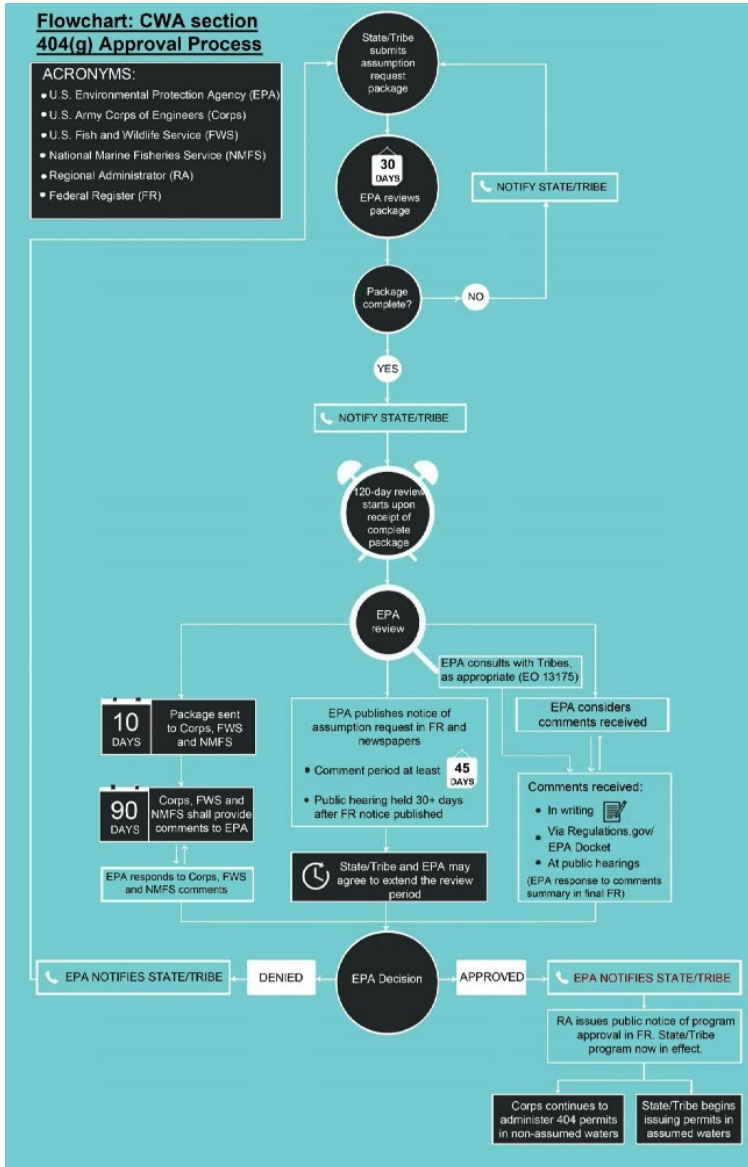 Flowchart: CWA section
404(g) Approval Process
ACRONYMS:
• U.S. Environmental Protection Agency (EPA)
• U.S. Army Corps of Engineers (Corps)
• U.S. Fish and Wildlife Service (FWS)
• National Marine Fisheries Service (NMFS)
• Regional Administrator (RA)
• Federal Register (FR)
State/Tribe
submits
assumption
request
package
30
DAYS
EPA reviews
package
NOTIFY STATE/TRIBE
Package
complete?
NO
YES
NOTIFY STATE/TRIBE
120-day review
starts upon
receipt of
complete
package
EPA
review
EPA consults with Tribes,
as appropriate (EO 13175)
10
DAYS
Package sent
to Corps, FWS
and NMFS
90
DAYS
Corps, FWS and
NMFS shall provide
comments to EPA
EPA responds to Corps, FWS
and NMFS comments
EPA publishes notice of
assumption request in FR and
newspapers
• Comment period at least
45
DAYS
• Public hearing held 30+ days
after FR notice published
State/Tribe and EPA may
agree to extend the review
period
EPA considers
comments received
Comments received:
• In writing
• Via Regulations.gov/
EPA Docket
• At public hearings
(EPA response to comments
summary in final FR)
EPA NOTIFIES STATE/TRIBE
DENIED
EPA Decision
APPROVED
EPA NOTIFIES STATE/TRIBE
RA issues public notice of program
approval in FR. State/Tribe
program now in effect.
Corps continues to
administer 404 permits
in non-assumed waters
State/Tribe begins
issuing permits in
assumed waters